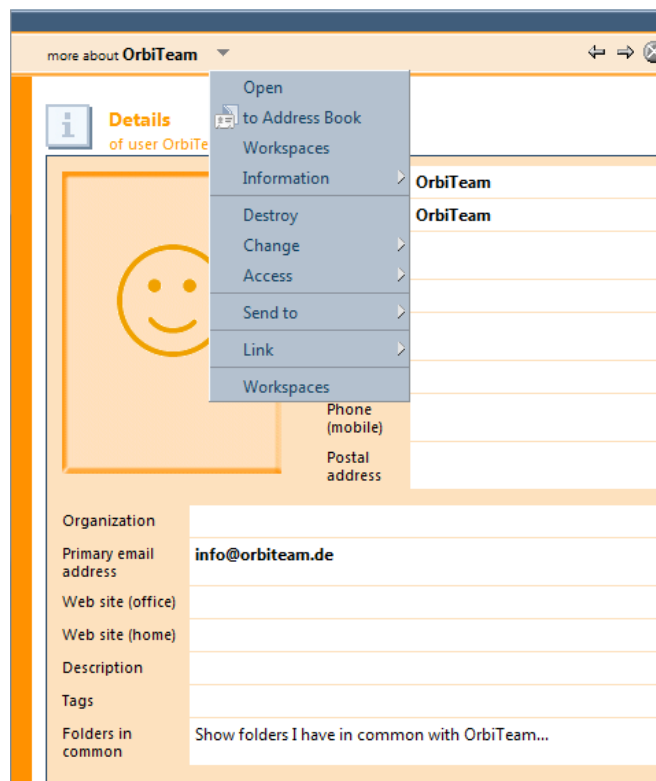 more about OrbiTeam
Details
of user OrbiTe
Open
to Address Book
Workspaces
Information
Destroy
Change
Access
Send to
Link
Workspaces
OrbiTeam
OrbiTeam
Phone
(mobile)
Postal
address
Organization
Primary email
address
info@orbiteam.de
Web site (office)
Web site (home)
Description
Tags
Folders in
common
Show folders I have in common with OrbiTeam...